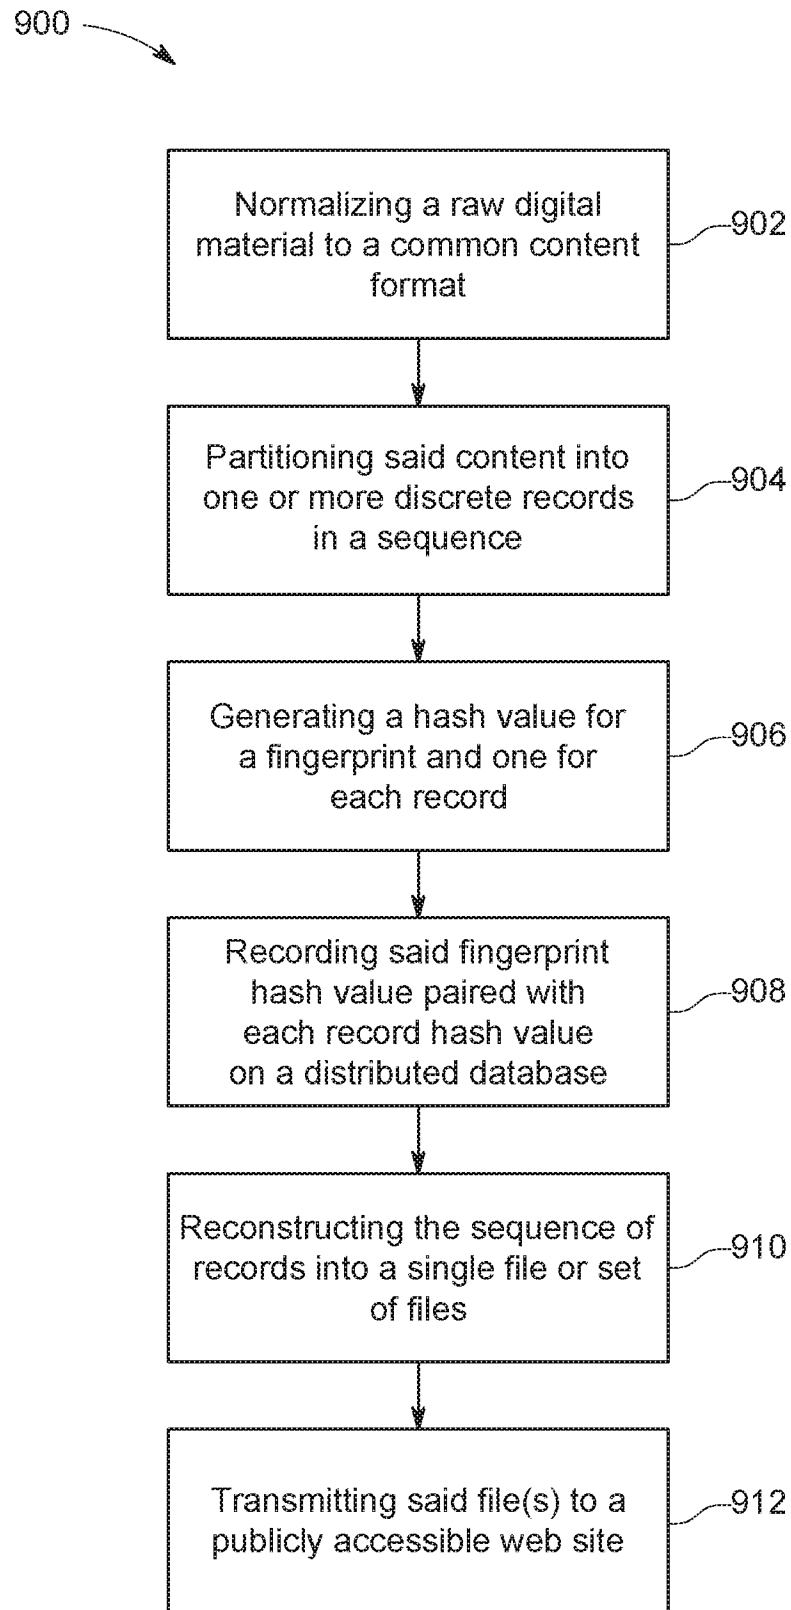 900
Normalizing a raw digital
material to a common content
format
902
Partitioning said content into
one or more discrete records
in a sequence
904
Generating a hash value for
a fingerprint and one for
each record
906
Recording said fingerprint
hash value paired with
each record hash value
on a distributed database
908
Reconstructing the sequence of
records into a single file or set
of files
910
Transmitting said file(s) to a
publicly accessible web site
912